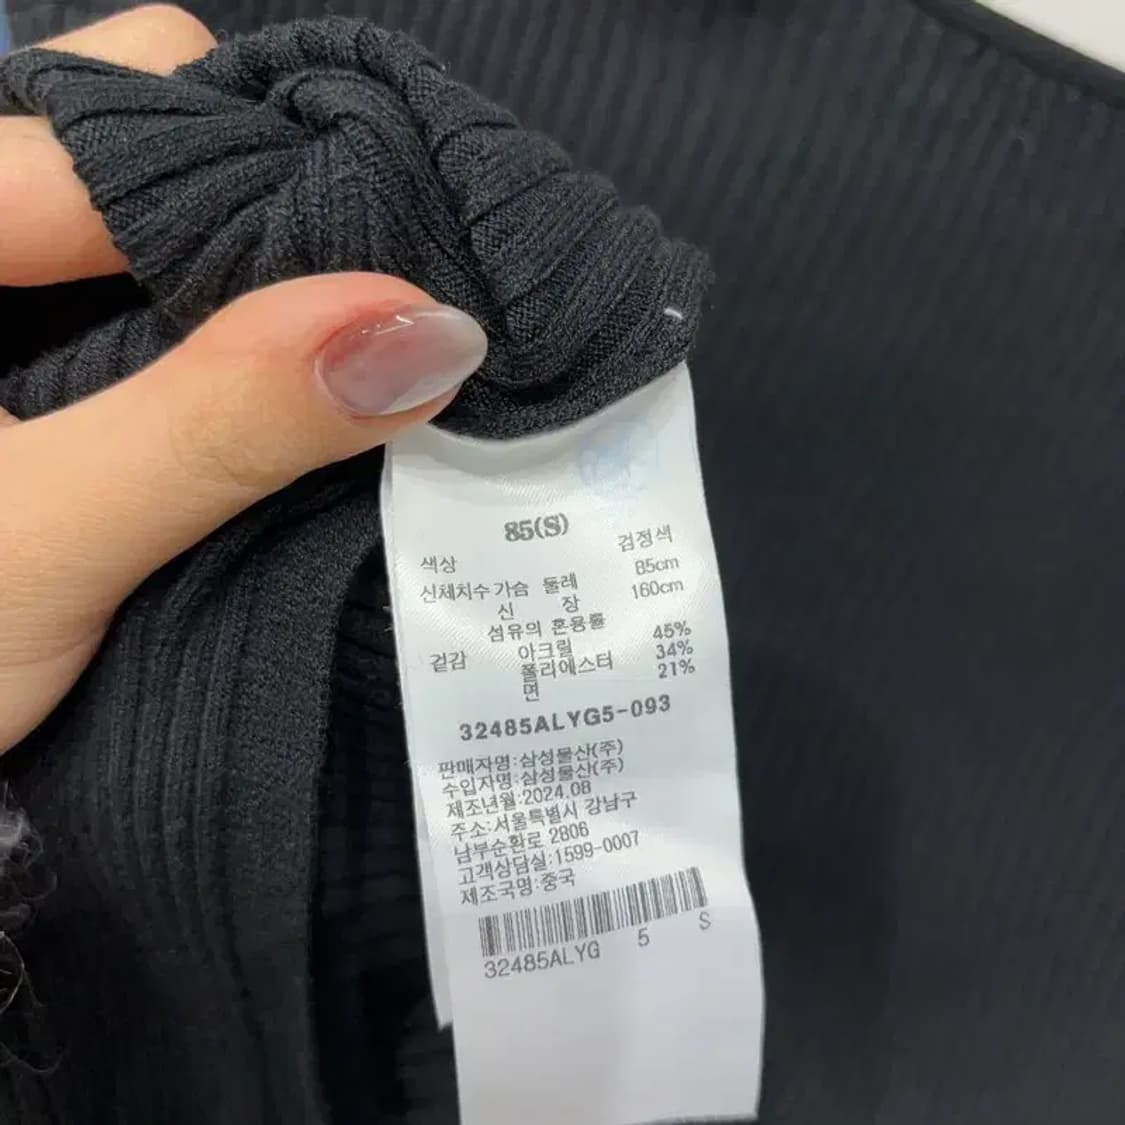 85(S)
색상 검정색
신체치수 가슴 둘레 85cm
신 장 160cm
섬유의 혼용률
겉감 아크릴 45%
폴리에스터 34%
면 21%
32485ALYG5-093
판매자명:삼성물산(주)
수입자명:삼성물산(주)
제조년월:2024.08
주소:서울특별시 강남구
남부순환로 2806
고객상담실:1599-0007
제조국명:중국
32485ALYG 5 S